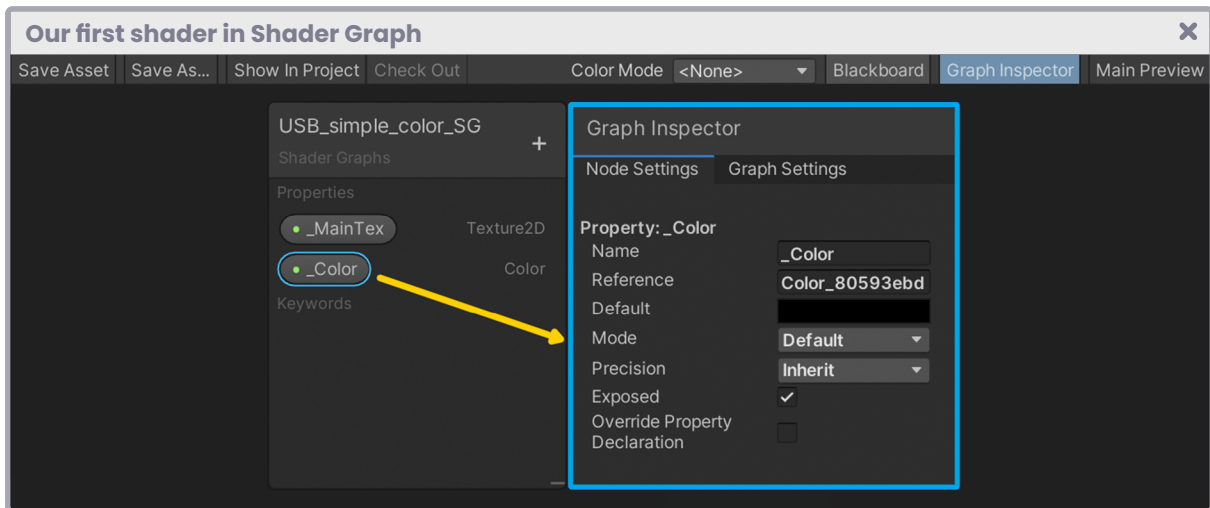 Our first shader in Shader Graph
Save Asset Save As... Show In Project Check Out Color Mode <None> Blackboard Graph Inspector Main Preview
USB_simple_color_SG
Shader Graphs
Properties
_MainTex Texture2D
_Color Color
Keywords
Graph Inspector
Node Settings Graph Settings
Property: _Color
Name _Color
Reference Color_80593ebd
Default
Mode Default
Precision Inherit
Exposed
Override Property
Declaration